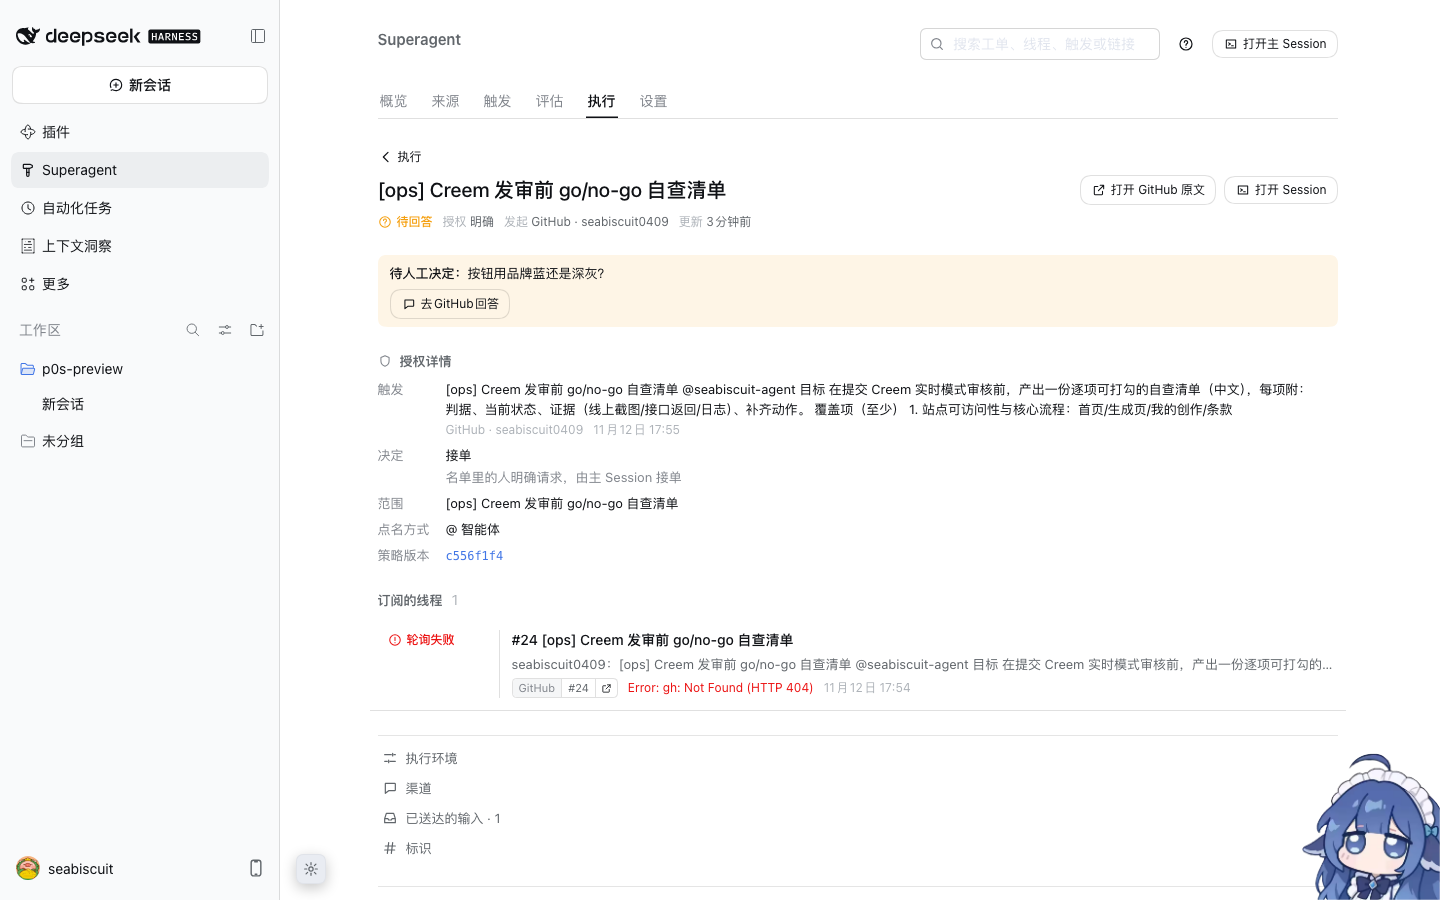 deepseek HARNESS
新会话
插件
Superagent
自动化任务
上下文洞察
更多
工作区
p0s-preview
新会话
未分组
seabiscuit
Superagent
搜索工单、线程、触发或链接
打开主 Session
概览
来源
触发
评估
执行
设置
执行
[ops] Creem 发审前 go/no-go 自查清单
打开 GitHub 原文
打开 Session
待回答 授权 明确 发起 GitHub · seabiscuit0409 更新 3 分钟前
待人工决定：按钮用品牌蓝还是深灰?
去GitHub回答
授权详情
触发
[ops] Creem 发审前 go/no-go 自查清单 @seabiscuit-agent 目标 在提交 Creem 实时模式审核前，产出一份逐项可打勾的自查清单（中文），每项附：
判据、当前状态、证据（线上截图/接口返回/日志）、补齐动作。 覆盖项（至少） 1. 站点可访问性与核心流程：首页/生成页/我的创作/条款
GitHub · seabiscuit0409 11月12日 17:55
决定
接单
名单里的人明确请求，由主 Session 接单
范围
[ops] Creem 发审前 go/no-go 自查清单
点名方式
@ 智能体
策略版本
c556f1f4
订阅的线程 1
轮询失败
#24 [ops] Creem 发审前 go/no-go 自查清单
seabiscuit0409：[ops] Creem 发审前 go/no-go 自查清单 @seabiscuit-agent 目标 在提交 Creem 实时模式审核前，产出一份逐项可打勾的...
GitHub #24 Error: gh: Not Found (HTTP 404) 11月12日 17:54
执行环境
渠道
已送达的输入 · 1
标识